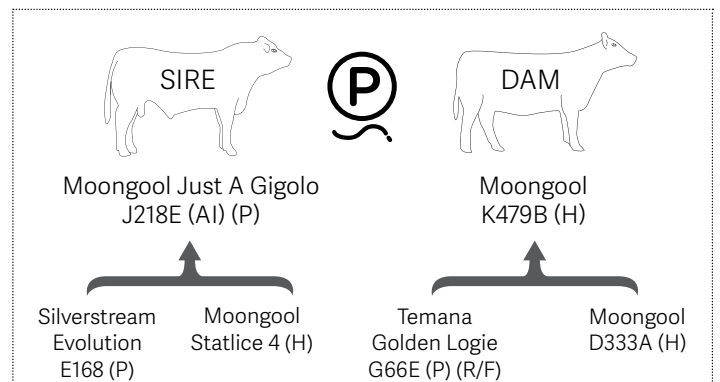 SIRE
P
DAM
Moongool Just A Gigolo
J218E (AI) (P)
Moongool
K479B (H)
Silverstream
Evolution
E168 (P)
Moongool
Statlice 4 (H)
Temana
Golden Logie
G66E (P) (R/F)
Moongool
D333A (H)